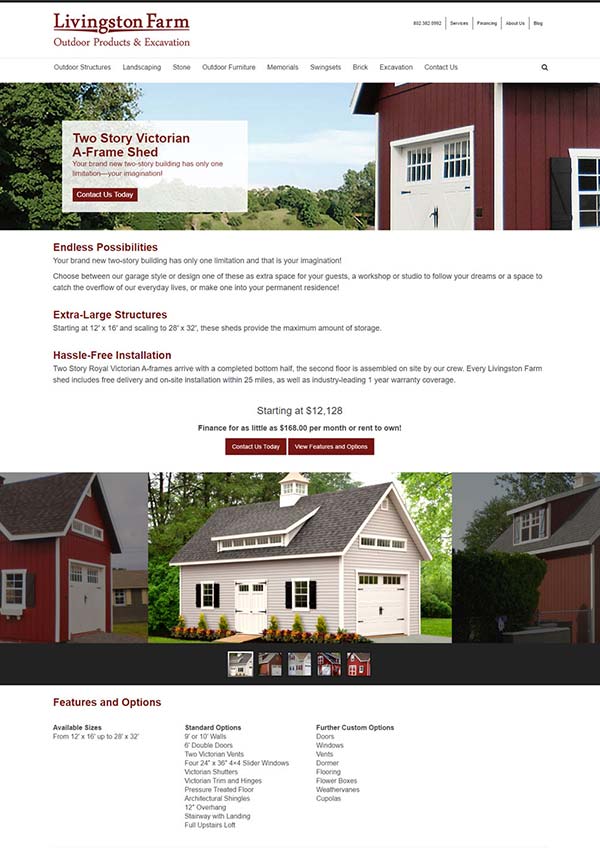 Livingston Farm
Outdoor Products & Excavation
802.382.0992 | Services | Financing | About Us | Blog
Outdoor Structures Landscaping Stone Outdoor Furniture Memorials Swingsets Brick Excavation Contact Us
Two Story Victorian
A-Frame Shed
Your brand new two-story building has only one
limitation—your imagination!
Contact Us Today
Endless Possibilities
Your brand new two-story building has only one limitation and that is your imagination!
Choose between our garage style or design one of these as extra space for your guests, a workshop or studio to follow your dreams or a space to
catch the overflow of our everyday lives, or make one into your permanent residence!
Extra-Large Structures
Starting at 12' x 16' and scaling to 28' x 32', these sheds provide the maximum amount of storage.
Hassle-Free Installation
Two Story Royal Victorian A-frames arrive with a completed bottom half, the second floor is assembled on site by our crew. Every Livingston Farm
shed includes free delivery and on-site installation within 25 miles, as well as industry-leading 1 year warranty coverage.
Starting at $12,128
Finance for as little as $168.00 per month or rent to own!
Contact Us Today View Features and Options
Features and Options
Available Sizes
From 12' x 16' up to 28' x 32'
Standard Options
9' or 10' Walls
6' Double Doors
Two Victorian Vents
Four 24" x 36" 4×4 Slider Windows
Victorian Shutters
Victorian Trim and Hinges
Pressure Treated Floor
Architectural Shingles
12" Overhang
Stairway with Landing
Full Upstairs Loft
Further Custom Options
Doors
Windows
Vents
Dormer
Flooring
Flower Boxes
Weathervanes
Cupolas